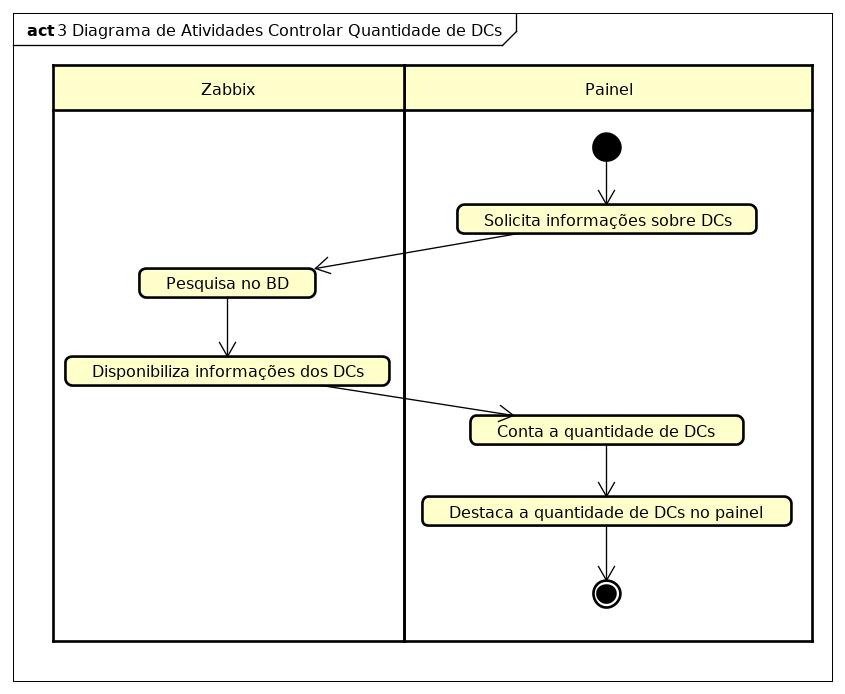 act 3 Diagrama de Atividades Controlar Quantidade de DCs
Zabbix
Painel
Solicita informações sobre DCs
Pesquisa no BD
Disponibiliza informações dos DCs
Conta a quantidade de DCs
Destaca a quantidade de DCs no painel